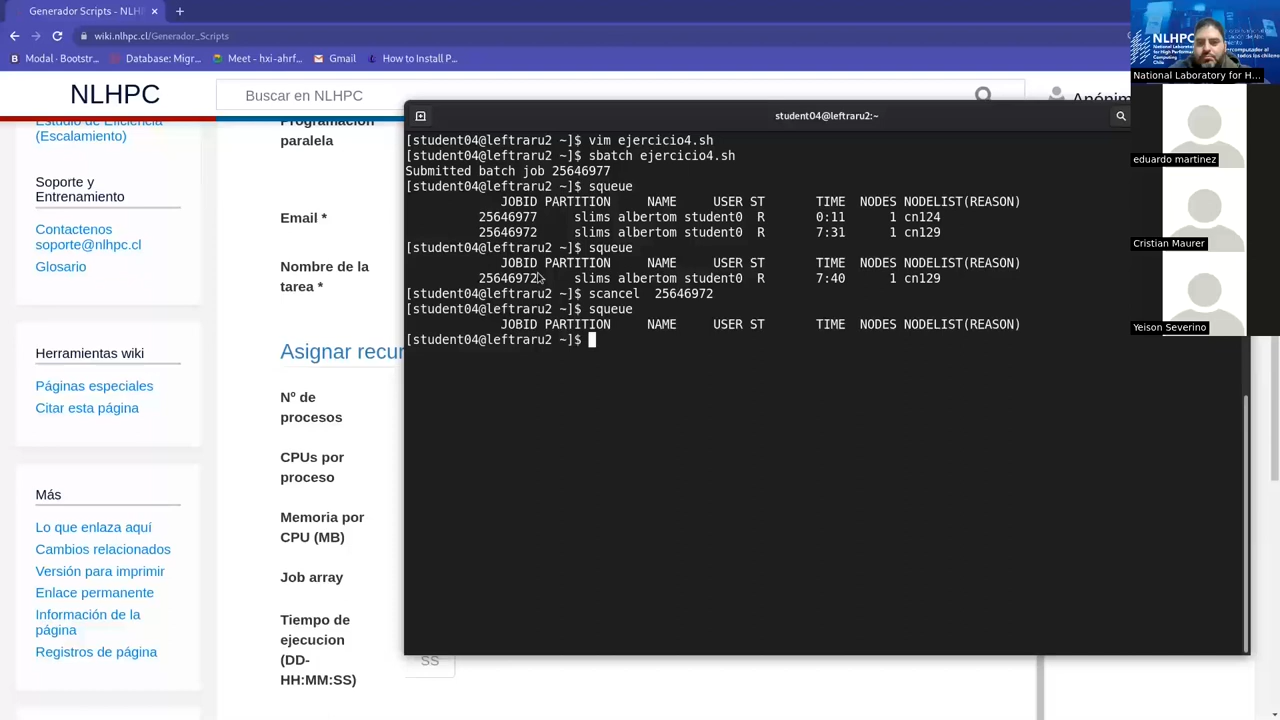 Generador Scripts - NLH
wiki.nlhpc.cl/Generador_Scripts
Modal · Bootstr...
Database: Migr...
Meet - hxi-ahrf...
Gmail
How to Install P...
NLHPC
Buscar en NLHPC
Anónim
Estudio de Eficiencia
(Escalamiento)
Soporte y
Entrenamiento
Contactenos
soporte@nlhpc.cl
Glosario
Herramientas wiki
Páginas especiales
Citar esta página
Más
Lo que enlaza aquí
Cambios relacionados
Versión para imprimir
Enlace permanente
Información de la
página
Registros de página
Programación
paralela
Email *
Nombre de la
tarea *
Asignar recur
Nº de
procesos
CPUs por
proceso
Memoria por
CPU (MB)
Job array
Tiempo de
ejecucion
(DD-
HH:MM:SS)
SS
student04@leftraru2:~
[student04@leftraru2 ~]$ vim ejercicio4.sh
[student04@leftraru2 ~]$ sbatch ejercicio4.sh
Submitted batch job 25646977
[student04@leftraru2 ~]$ squeue
JOBID PARTITION NAME USER ST TIME NODES NODELIST(REASON)
25646977 slims albertom student0 R 0:11 1 cn124
25646972 slims albertom student0 R 7:31 1 cn129
[student04@leftraru2 ~]$ squeue
JOBID PARTITION NAME USER ST TIME NODES NODELIST(REASON)
25646972 slims albertom student0 R 7:40 1 cn129
[student04@leftraru2 ~]$ scancel  25646972
[student04@leftraru2 ~]$ squeue
JOBID PARTITION NAME USER ST TIME NODES NODELIST(REASON)
[student04@leftraru2 ~]$
NLHPC
National Laboratory for H...
eduardo martinez
Cristian Maurer
Yeison Severino